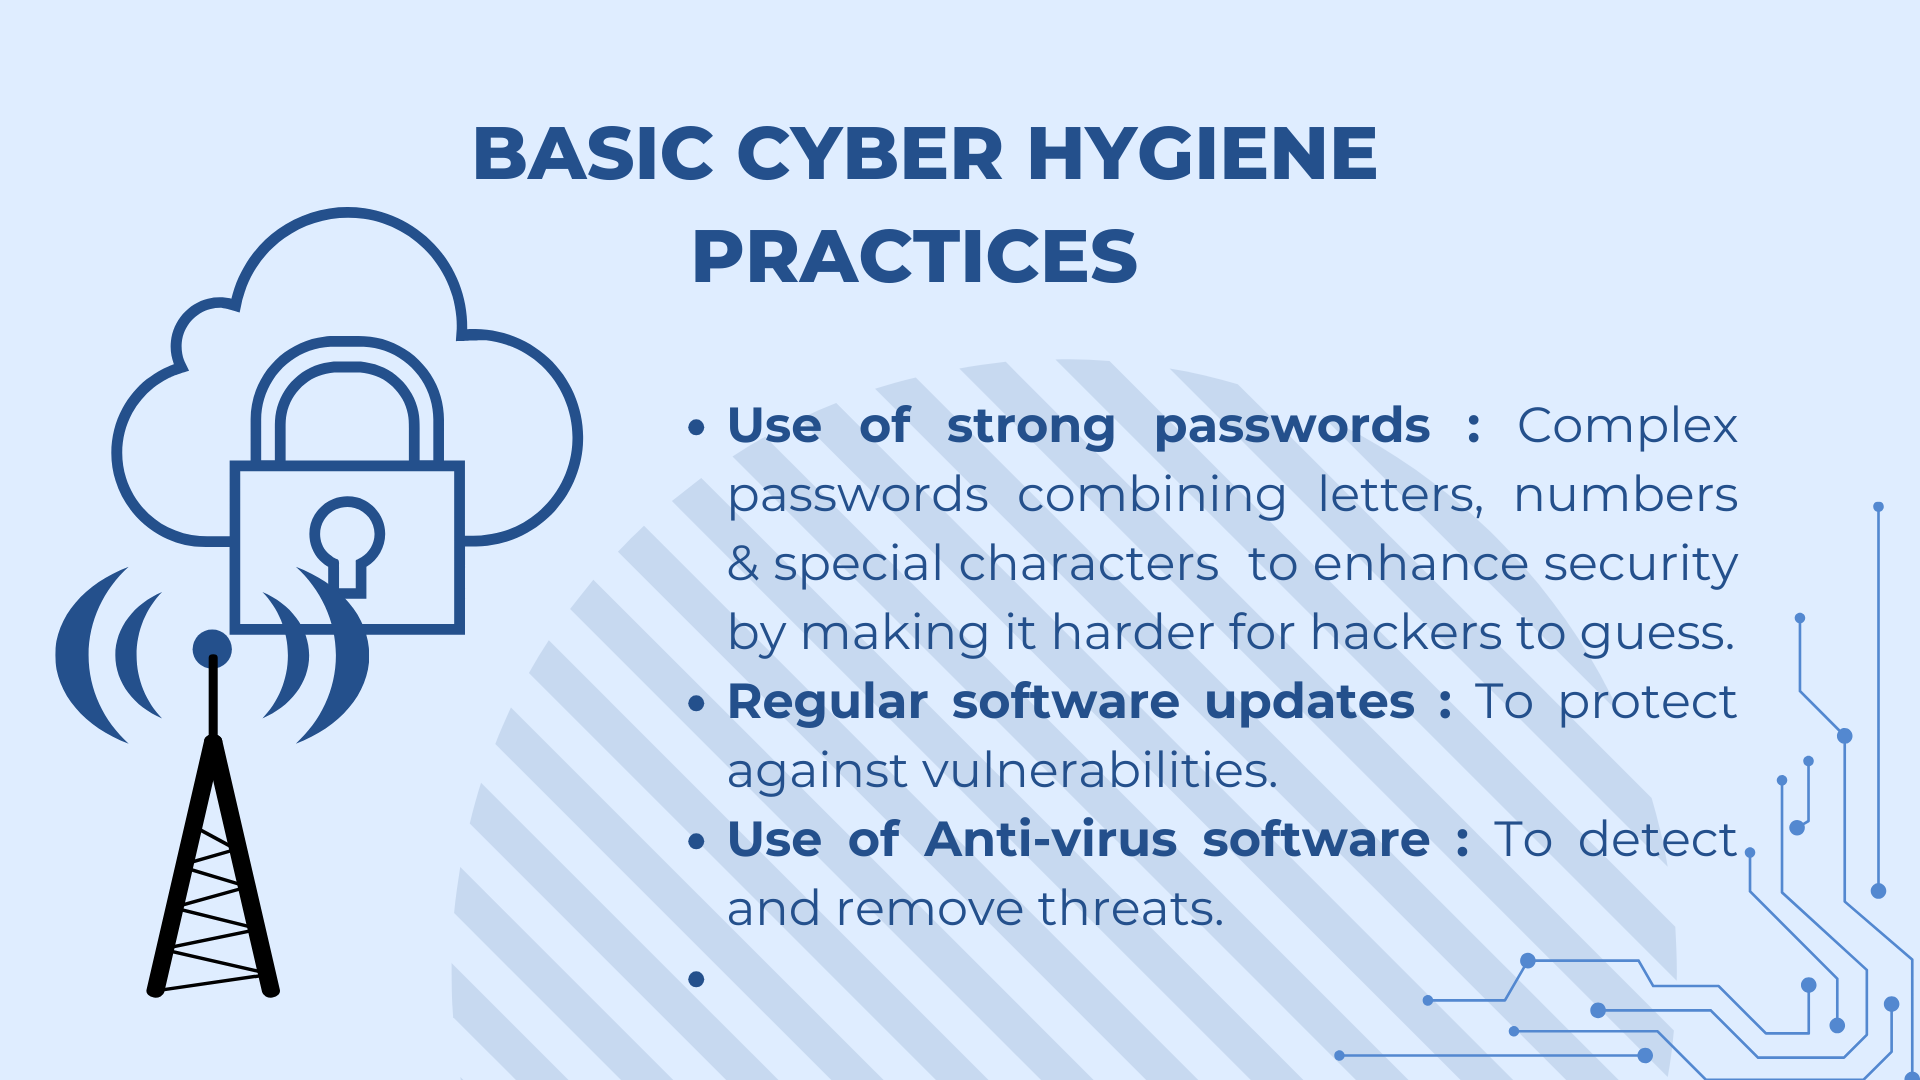 BASIC CYBER HYGIENE
PRACTICES
• Use of strong passwords : Complex
passwords combining letters, numbers
& special characters  to enhance security
by making it harder for hackers to guess.
• Regular software updates : To protect
against vulnerabilities.
• Use of Anti-virus software : To detect
and remove threats.
•